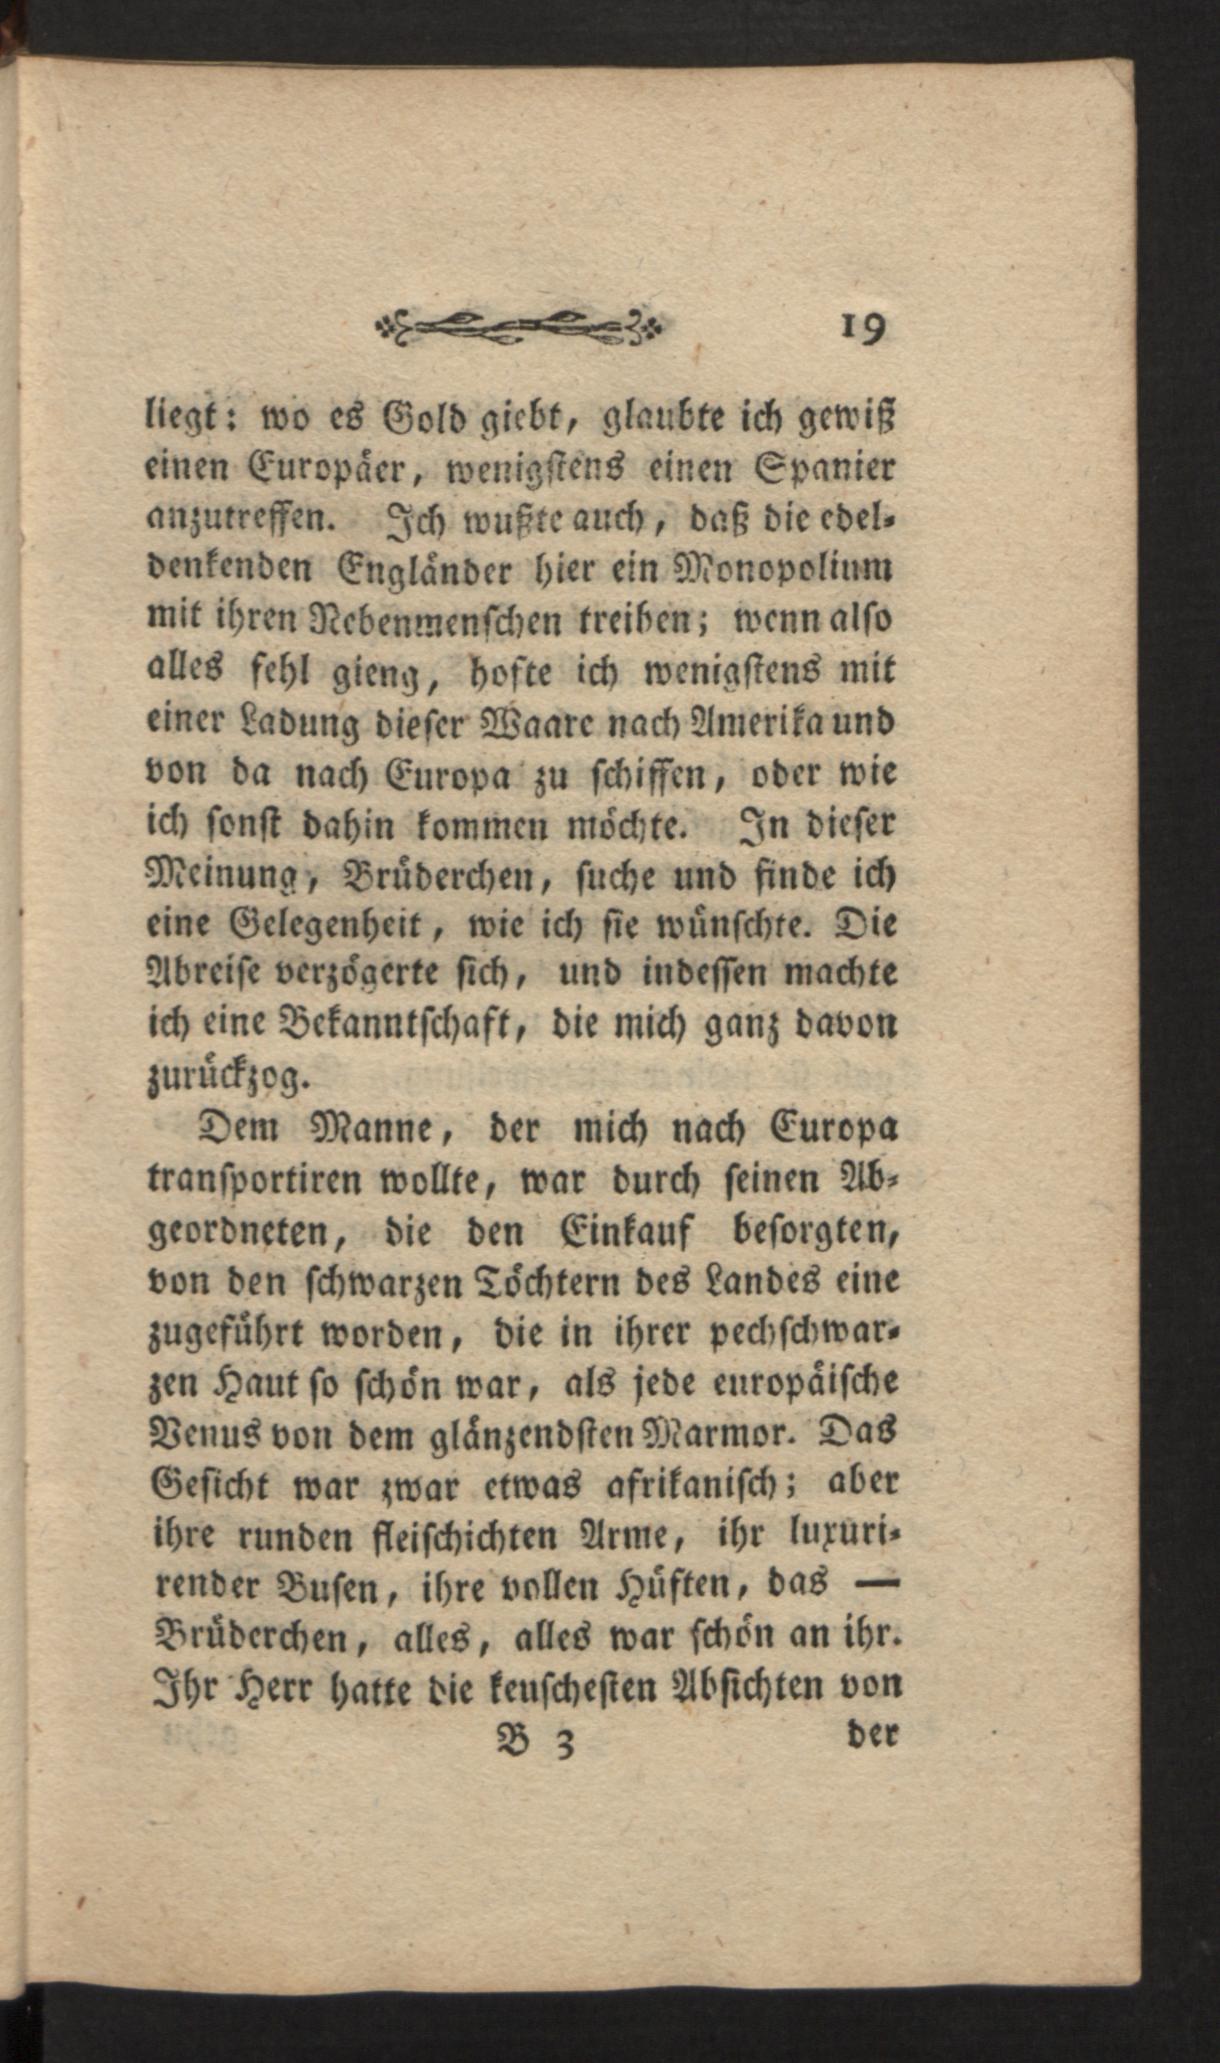 19
liegt: wo es Gold giebt, glaubte ich gewiß
einen Europäer, wenigstens einen Spanier
anzutreffen. Ich wußte auch, daß die edel-
denkenden Engländer hier ein Monopolium
mit ihren Nebenmenschen treiben; wenn also
alles fehl gieng, hofte ich wenigstens mit
einer Ladung dieser Waare nach Amerika und
von da nach Europa zu schiffen, oder wie
ich sonst dahin kommen möchte. In dieser
Meinung, Brüderchen, suche und finde ich
eine Gelegenheit, wie ich sie wünschte. Die
Abreise verzögerte sich, und indessen machte
ich eine Bekanntschaft, die mich ganz davon
zurückzog.
Dem Manne, der mich nach Europa
transportiren wollte, war durch seinen Ab-
geordneten, die den Einkauf besorgten,
von den schwarzen Töchtern des Landes eine
zugeführt worden, die in ihrer pechschwar-
zen Haut so schön war, als jede europäische
Venus von dem glänzendsten Marmor. Das
Gesicht war zwar etwas afrikanisch; aber
ihre runden fleischichten Arme, ihr luxuri-
render Busen, ihre vollen Hüften, das —
Brüderchen, alles, alles war schön an ihr.
Ihr Herr hatte die keuschesten Absichten von
B 3 der